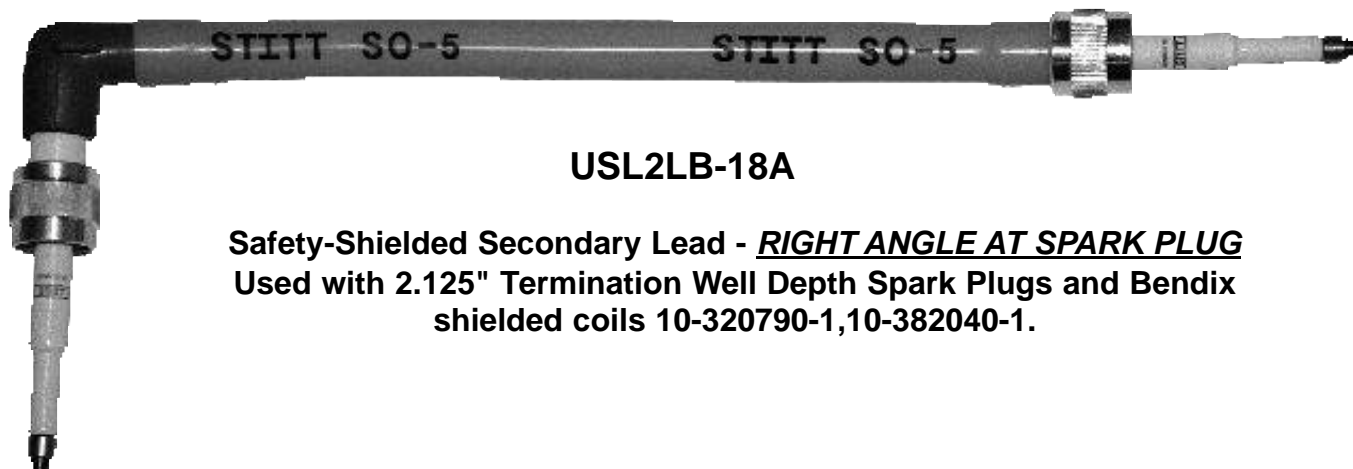 STITT SO-5 STITT SO-5
USL2LB-18A
Safety-Shielded Secondary Lead - RIGHT ANGLE AT SPARK PLUG
Used with 2.125" Termination Well Depth Spark Plugs and Bendix
shielded coils 10-320790-1,10-382040-1.